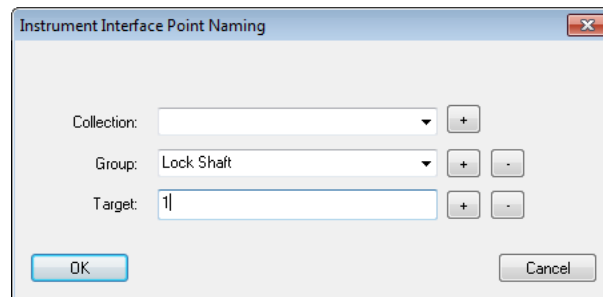 Instrument Interface Point Naming
Collection: +
Group: Lock Shaft + -
Target: 1 + -
OK Cancel